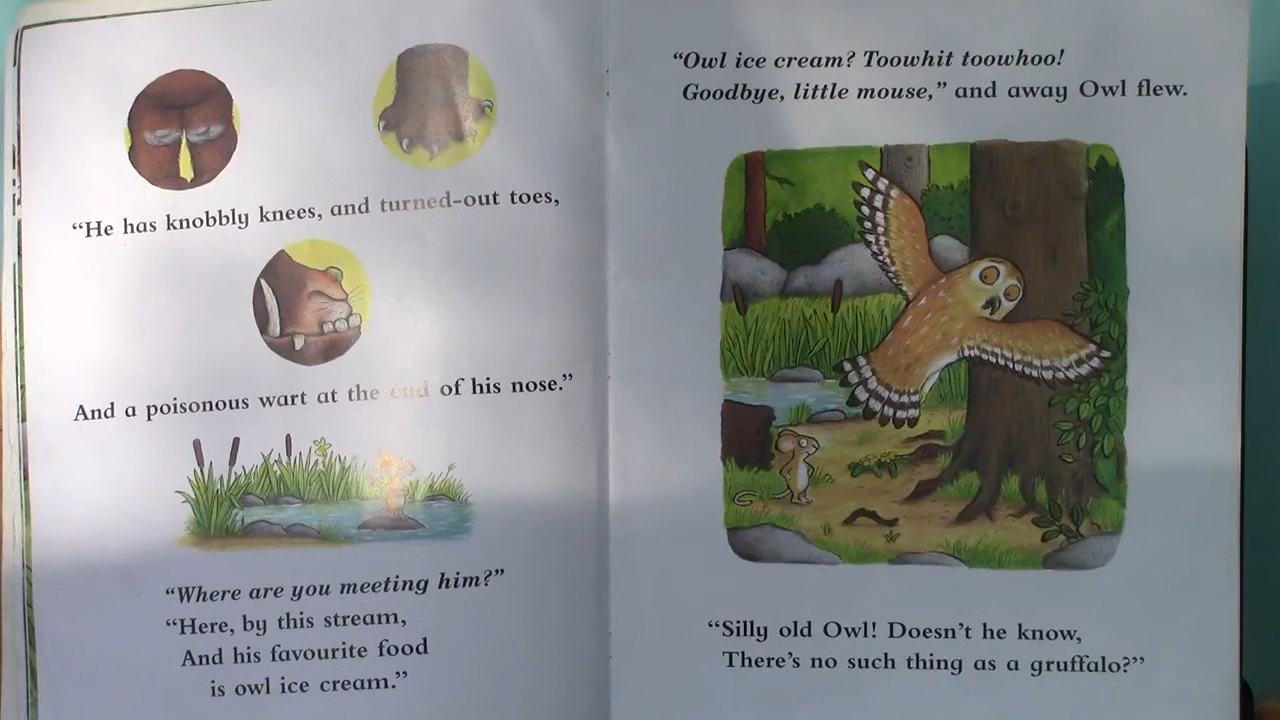 “He has knobbly knees, and turned-out toes,
And a poisonous wart at the end of his nose.”
“Where are you meeting him?”
“Here, by this stream,
And his favourite food
is owl ice cream.”
“Owl ice cream? Toowhit toowhoo!
Goodbye, little mouse,” and away Owl flew.
“Silly old Owl! Doesn’t he know,
There’s no such thing as a gruffalo?”